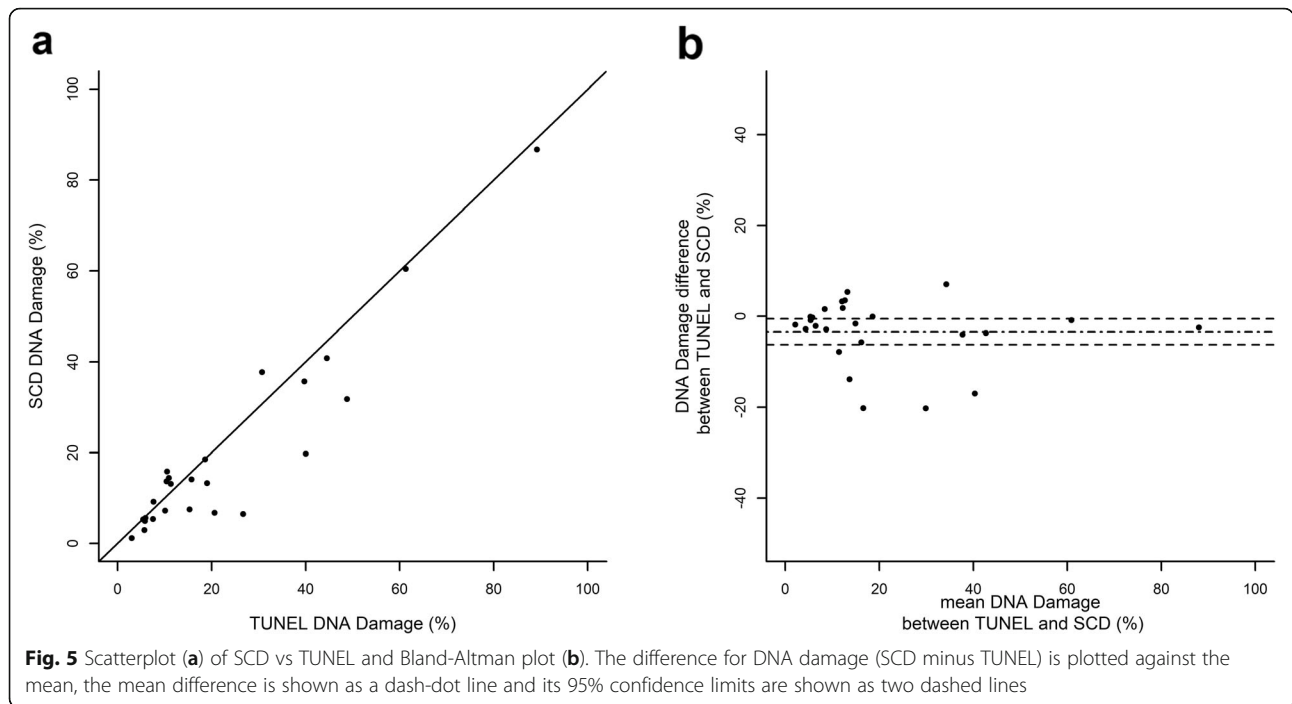 a
b
100
80
60
40
20
0
SCD DNA Damage (%)
0 20 40 60 80 100
TUNEL DNA Damage (%)
40
20
0
-20
-40
DNA Damage difference
between TUNEL and SCD (%)
0 20 40 60 80 100
mean DNA Damage
between TUNEL and SCD (%)
Fig. 5 Scatterplot (a) of SCD vs TUNEL and Bland-Altman plot (b). The difference for DNA damage (SCD minus TUNEL) is plotted against the
mean, the mean difference is shown as a dash-dot line and its 95% confidence limits are shown as two dashed lines